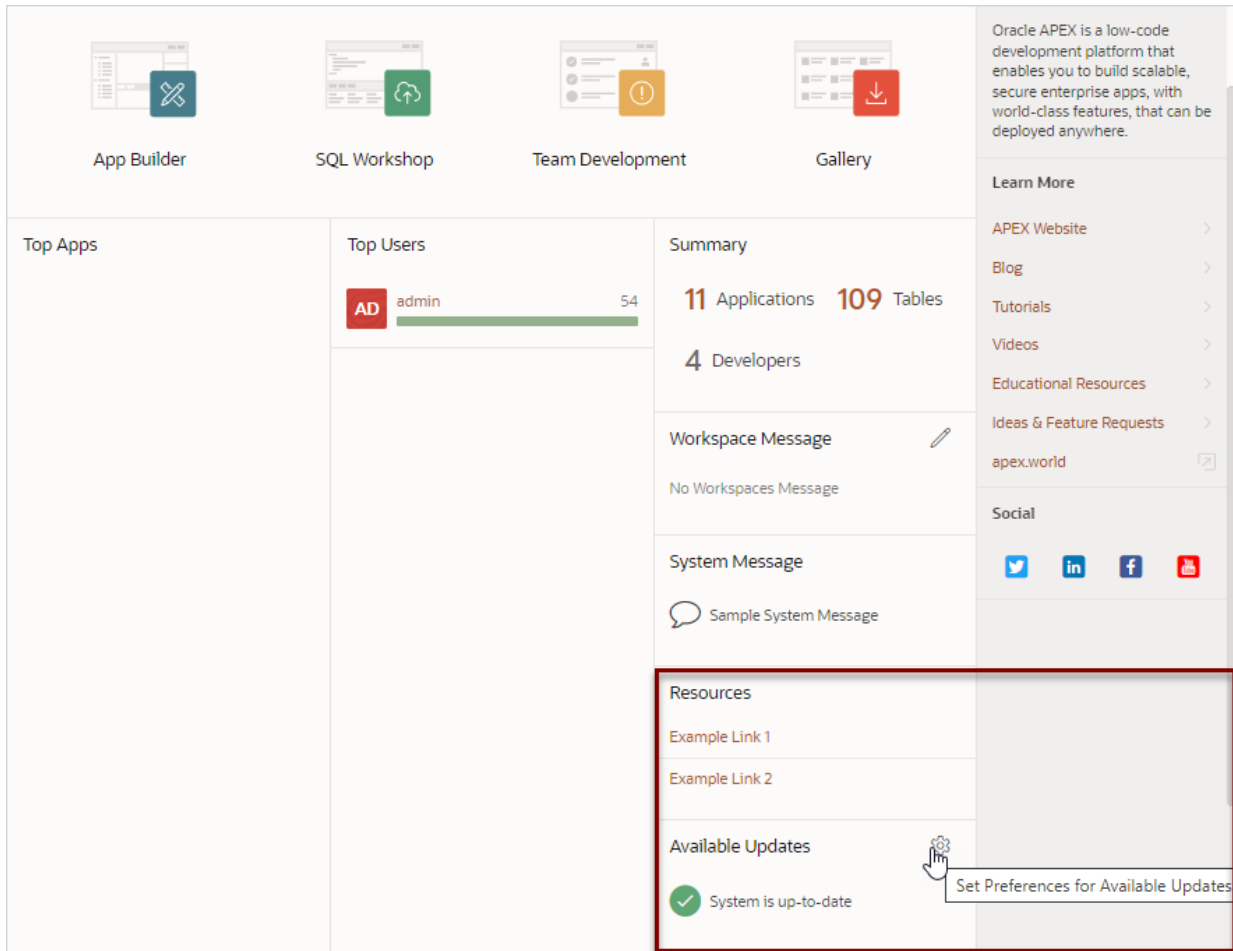 App Builder
SQL Workshop
Team Development
Gallery
Top Apps
Top Users
AD admin 54
Summary
11 Applications 109 Tables
4 Developers
Workspace Message
No Workspaces Message
System Message
Sample System Message
Resources
Example Link 1
Example Link 2
Available Updates
Set Preferences for Available Updates
System is up-to-date
Oracle APEX is a low-code
development platform that
enables you to build scalable,
secure enterprise apps, with
world-class features, that can be
deployed anywhere.
Learn More
APEX Website
Blog
Tutorials
Videos
Educational Resources
Ideas & Feature Requests
apex.world
Social
in
f
You
Tube